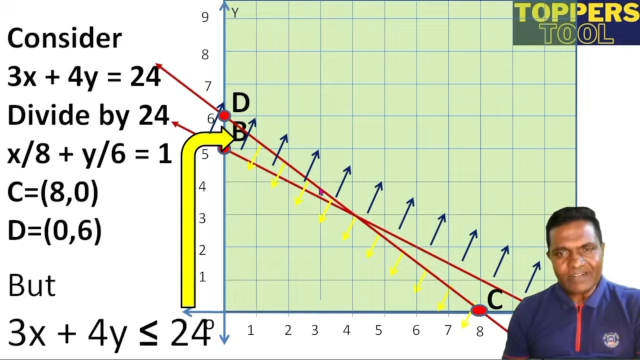 TOPPERS
TOOL
Consider
3x + 4y = 24
Divide by 24
x/8 + y/6 = 1
C=(8,0)
D=(0,6)
But
3x + 4y ≤ 24
Y
9
8
7
6
5
4
3
2
1
0
1
2
3
4
5
6
7
8
D
B
C